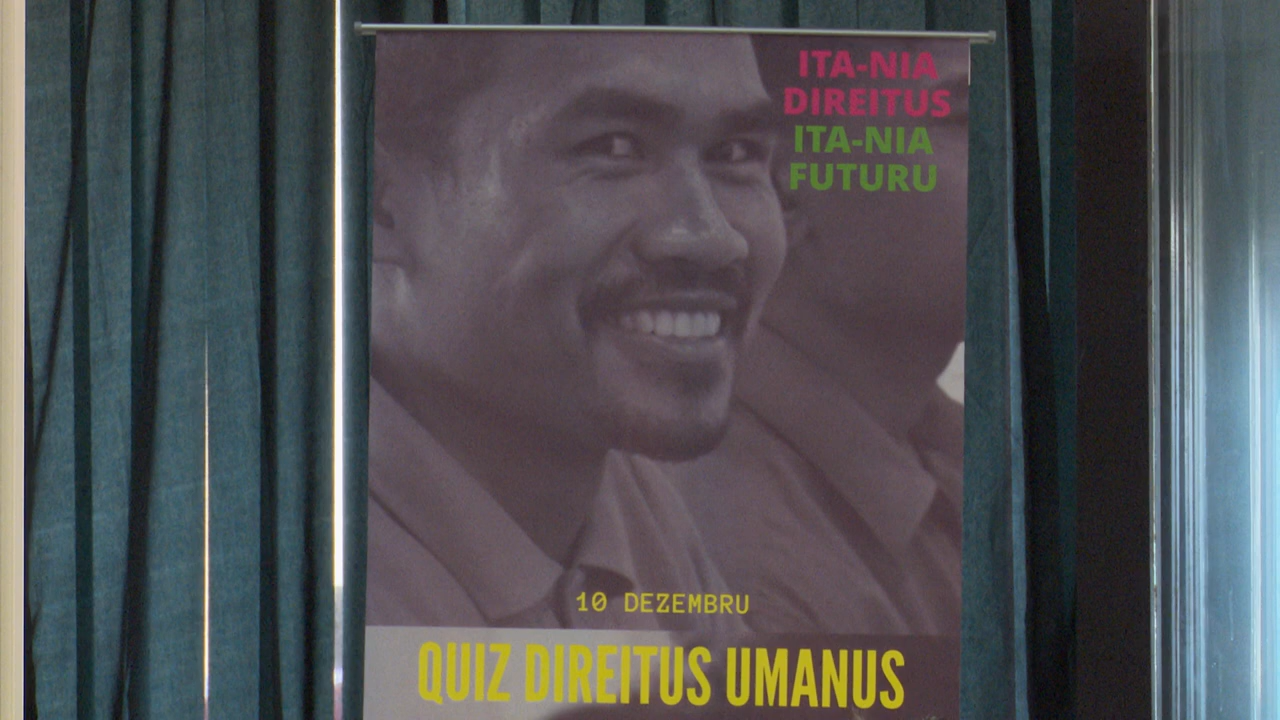 ITA-NIA
DIREITUS
ITA-NIA
FUTURU
10 DEZEMBRU
QUIZ DIREITUS UMANUS